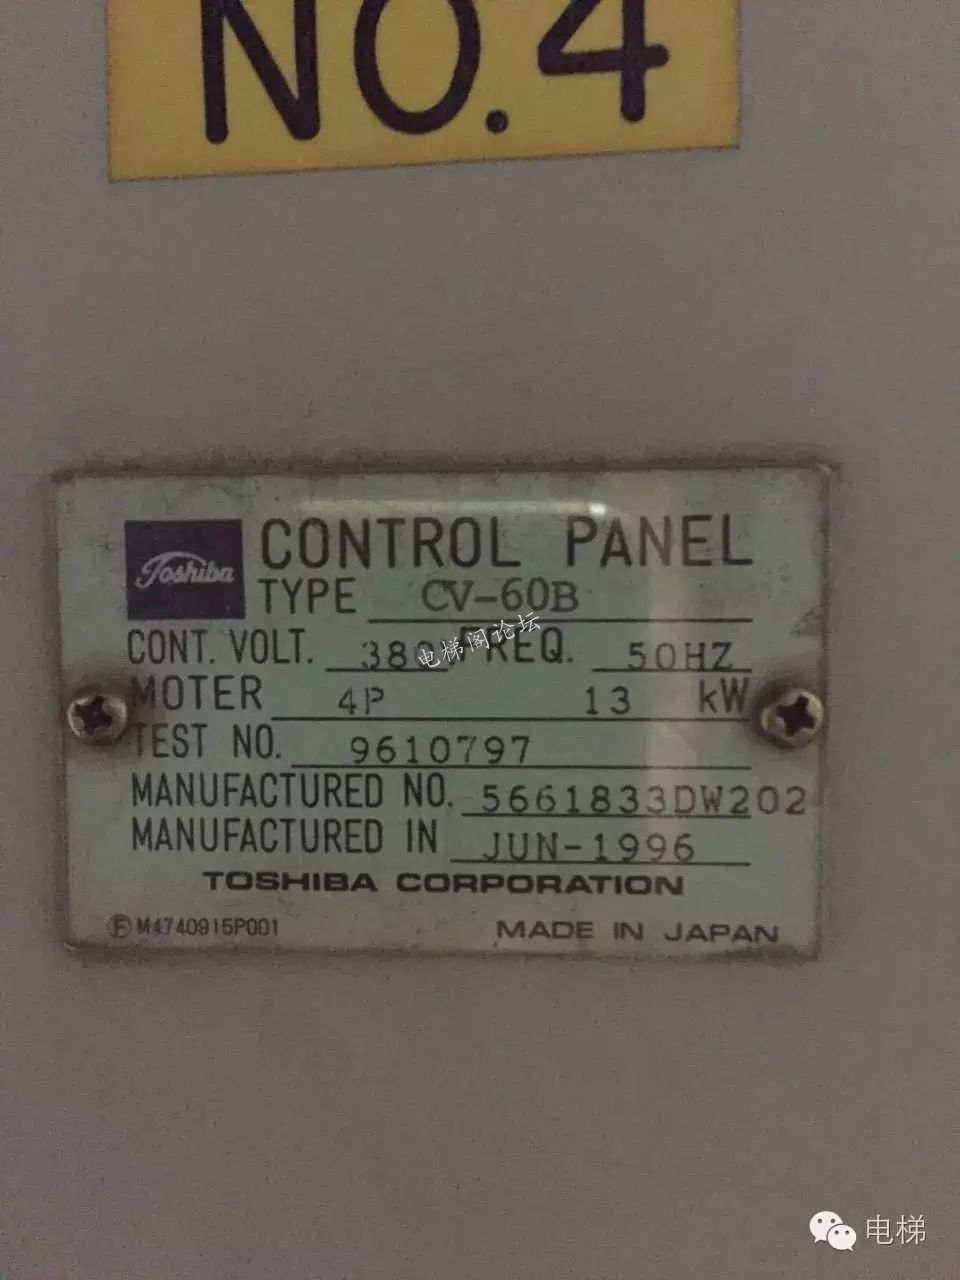 NO.4
Toshiba
CONTROL PANEL
TYPE CV-60B
CONT. VOLT. 380 FREQ. 50HZ
MOTER 4P 13 kW
TEST NO. 9610797
MANUFACTURED NO. 5661833DW202
MANUFACTURED IN JUN-1996
TOSHIBA CORPORATION
Ⓕ M4740915P001 MADE IN JAPAN
电梯阁论坛
电梯